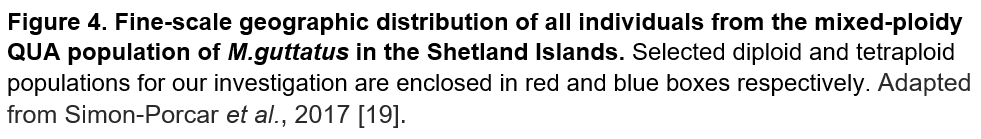 Figure 4. Fine-scale geographic distribution of all individuals from the mixed-ploidy
QUA population of M.guttatus in the Shetland Islands. Selected diploid and tetraploid
populations for our investigation are enclosed in red and blue boxes respectively. Adapted
from Simon-Porcar et al., 2017 [19].